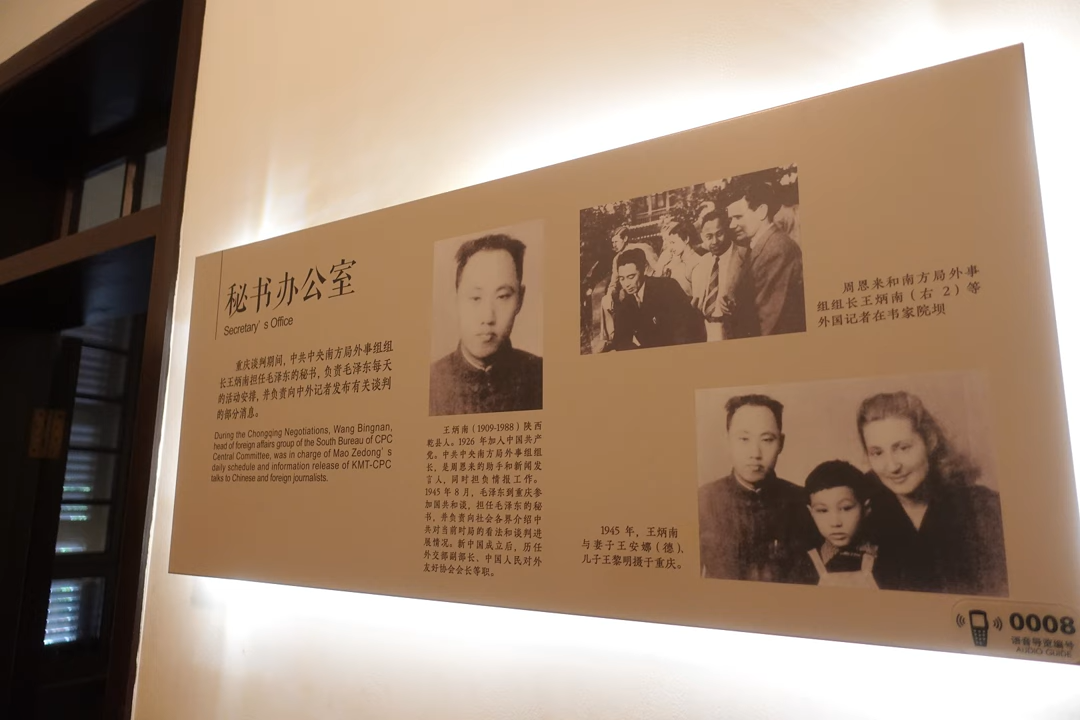 秘书办公室
Secretary's Office
重庆谈判期间，中共中央南方局外事组组
长王炳南担任毛泽东的秘书，负责毛泽东每天
的活动安排，并负责向中外记者发布有关谈判
的部分消息。
During the Chongqing Negotiations, Wang Bingnan,
head of foreign affairs group of the South Bureau of CPC
Central Committee, was in charge of Mao Zedong's
daily schedule and information release of KMT-CPC
talks to Chinese and foreign journalists.
王炳南（1909-1988）陕西
乾县人。1926 年加入中国共产
党。中共中央南方局外事组组
长，是周恩来的助手和新闻发
言人，同时担负情报工作。
1945 年 8 月，毛泽东到重庆参
加国共和谈，担任毛泽东的秘
书，并负责向社会各界介绍中
共对当前时局的看法和谈判进
展情况。新中国成立后，历任
外交部副部长、中国人民对外
友好协会会长等职。
周恩来和南方局外事
组组长王炳南（右 2）等
外国记者在韦家院坝
1945 年，王炳南
与妻子王安娜（德）、
儿子王黎明摄于重庆。
0008
语音导览编号
AUDIO GUIDE